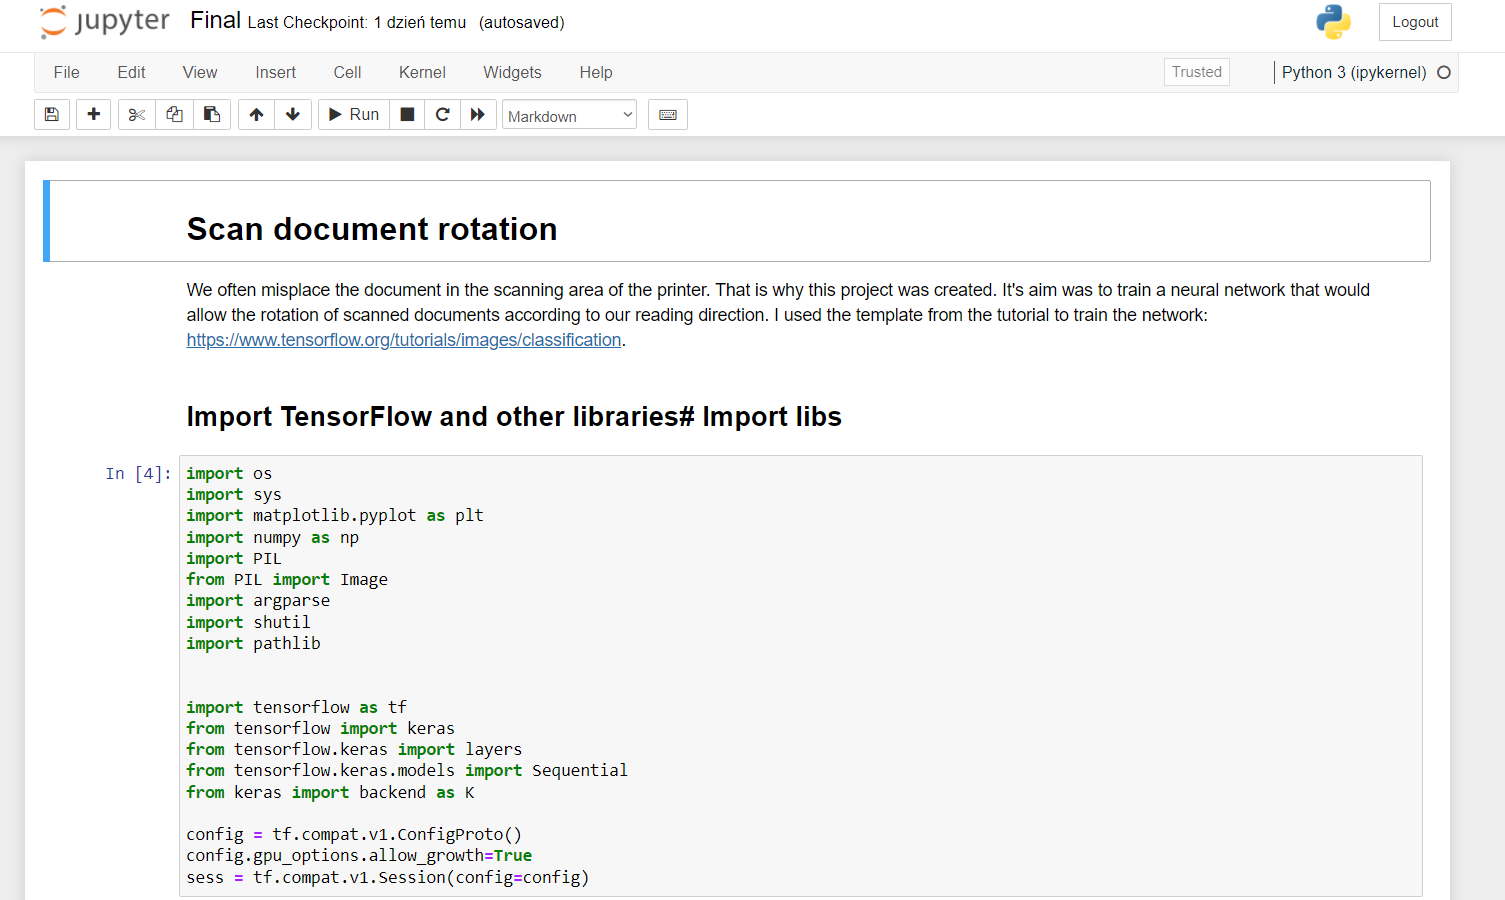 jupyter Final Last Checkpoint: 1 dzień temu (autosaved) Logout
File Edit View Insert Cell Kernel Widgets Help Trusted Python 3 (ipykernel)
Run Markdown
Scan document rotation
We often misplace the document in the scanning area of the printer. That is why this project was created. It's aim was to train a neural network that would
allow the rotation of scanned documents according to our reading direction. I used the template from the tutorial to train the network:
https://www.tensorflow.org/tutorials/images/classification.
Import TensorFlow and other libraries# Import libs
In [4]: import os
import sys
import matplotlib.pyplot as plt
import numpy as np
import PIL
from PIL import Image
import argparse
import shutil
import pathlib
import tensorflow as tf
from tensorflow import keras
from tensorflow.keras import layers
from tensorflow.keras.models import Sequential
from keras import backend as K
config = tf.compat.v1.ConfigProto()
config.gpu_options.allow_growth=True
sess = tf.compat.v1.Session(config=config)